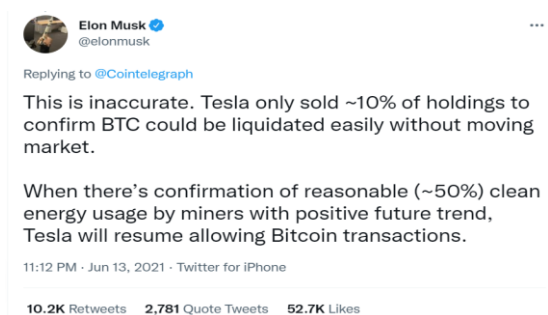 Elon Musk
@elonmusk
Replying to @Cointelegraph
This is inaccurate. Tesla only sold ~10% of holdings to
confirm BTC could be liquidated easily without moving
market.
When there's confirmation of reasonable (~50%) clean
energy usage by miners with positive future trend,
Tesla will resume allowing Bitcoin transactions.
11:12 PM · Jun 13, 2021 · Twitter for iPhone
10.2K Retweets 2,781 Quote Tweets 52.7K Likes